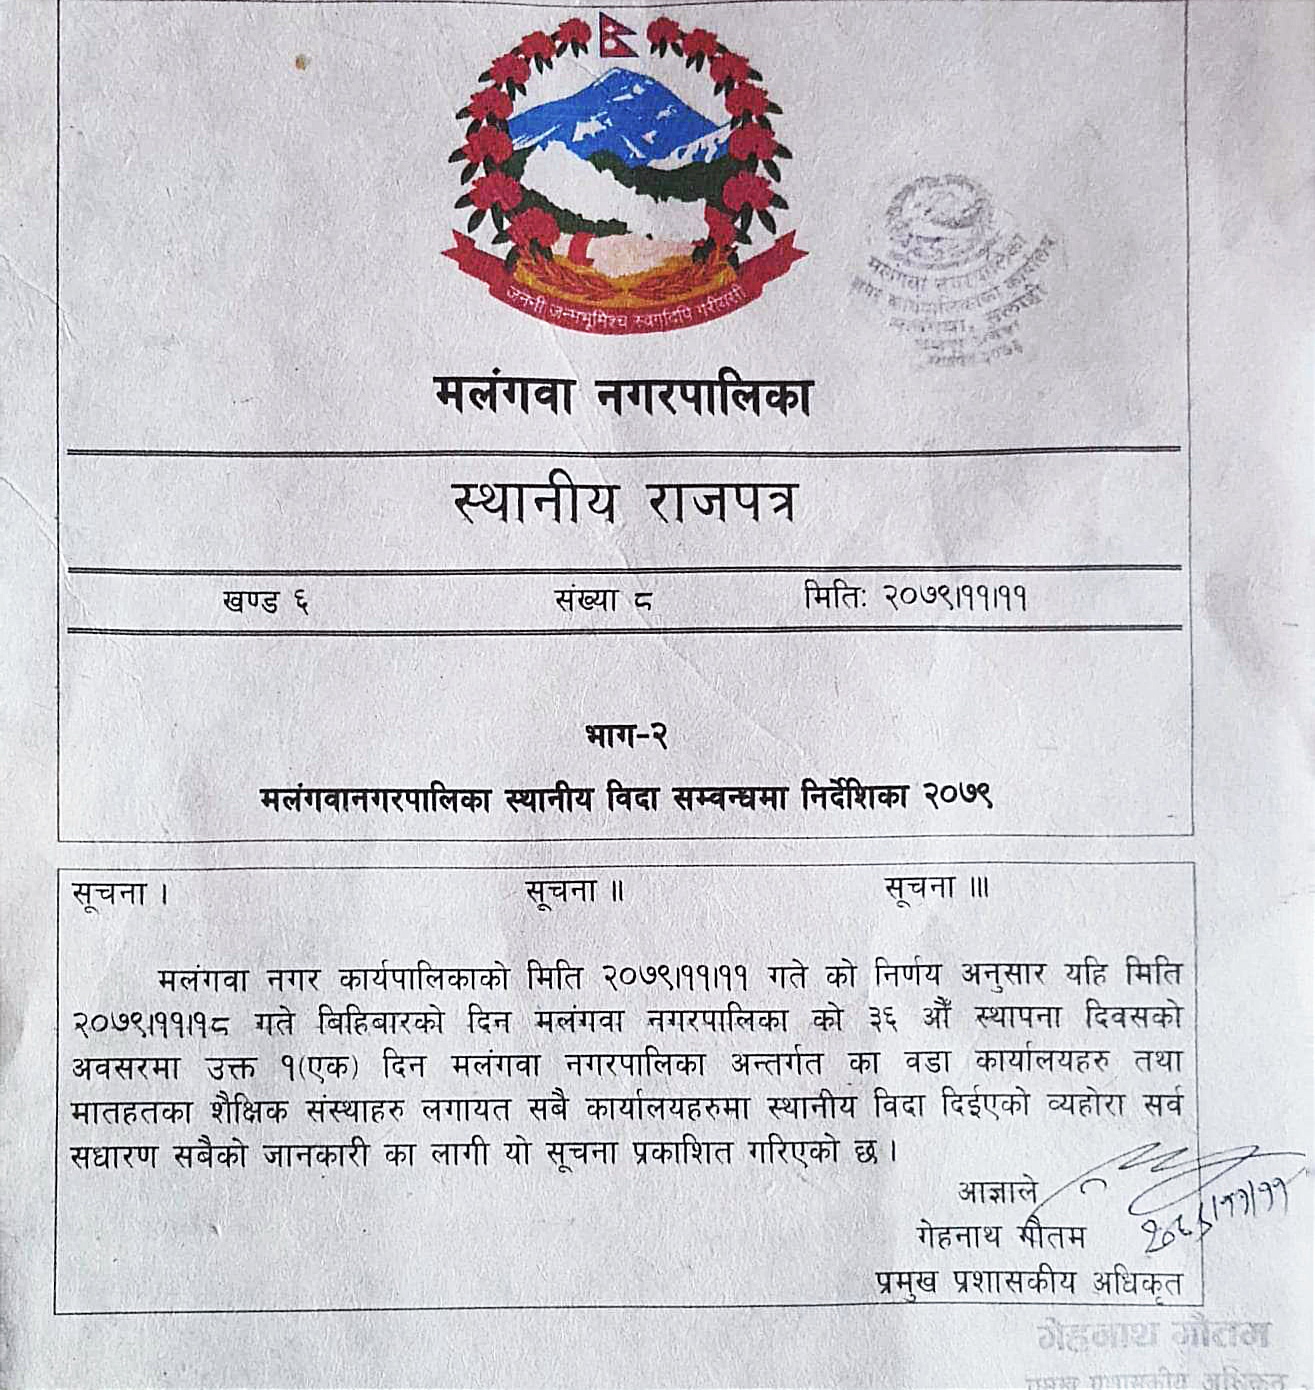 जननी जन्मभूमिश्च स्वर्गादपि गरीयसी
मलंगवा नगरपालिका
स्थानीय राजपत्र
खण्ड ६ संख्या ८ मितिः २०७९।११।११
भाग-२
मलंगवानगरपालिका स्थानीय विदा सम्वन्धमा निर्देशिका २०७९
सूचना । सूचना ॥ सूचना ॥।
मलंगवा नगर कार्यपालिकाको मिति २०७९।११।११ गते को निर्णय अनुसार यहि मिति
२०७९।११।१८ गते बिहिबारको दिन मलंगवा नगरपालिका को ३६ औं स्थापना दिवसको
अवसरमा उक्त १(एक) दिन मलंगवा नगरपालिका अन्तर्गत का वडा कार्यालयहरु तथा
मातहतका शैक्षिक संस्थाहरु लगायत सबै कार्यालयहरुमा स्थानीय विदा दिईएको व्यहोरा सर्व
सधारण सबैको जानकारी का लागी यो सूचना प्रकाशित गरिएको छ ।
आज्ञाले
गेहनाथ गौतम
प्रमुख प्रशासकीय अधिकृत
गेहनाथ गौतम
प्रमुख प्रशासकीय अधिकृत